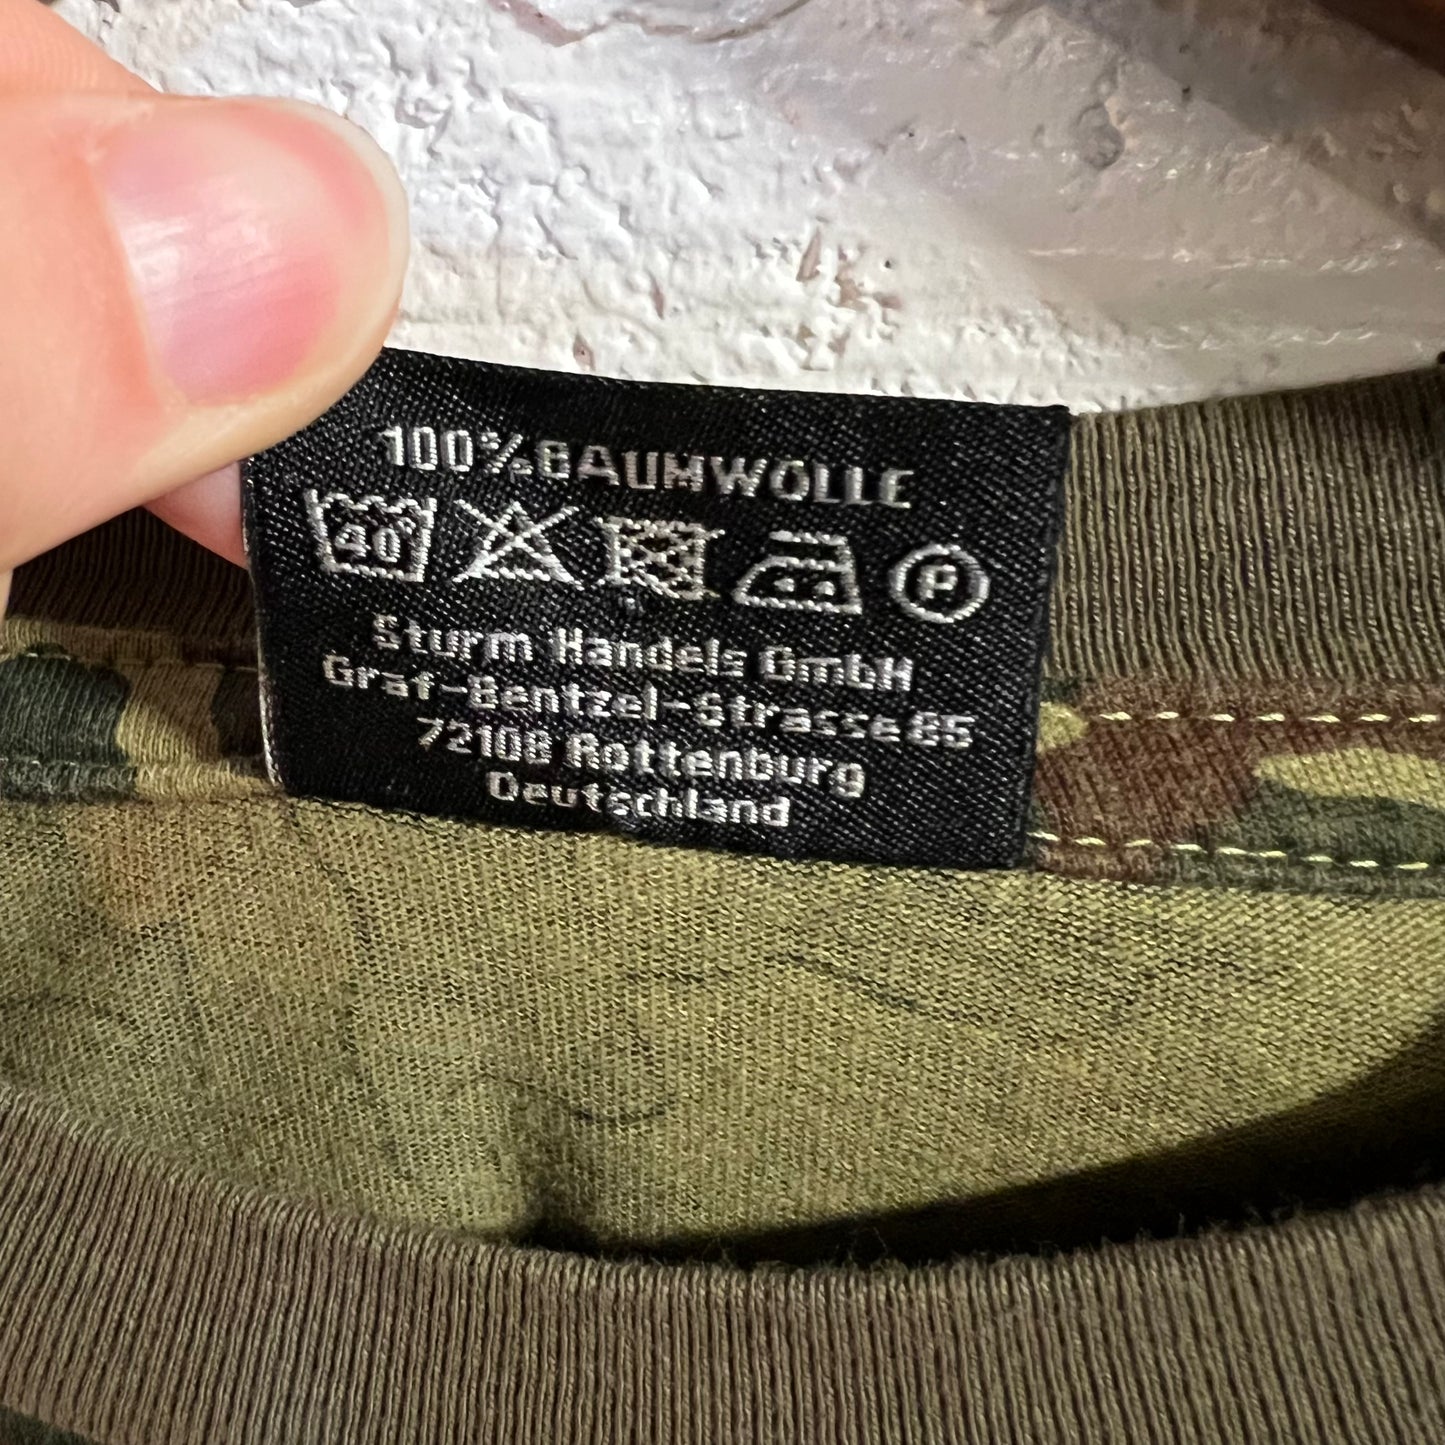 100% BAUMWOLLE
40 P
Sturm Handels GmbH
Graf-Bentzel-Strasse 85
72108 Rottenburg
Deutschland